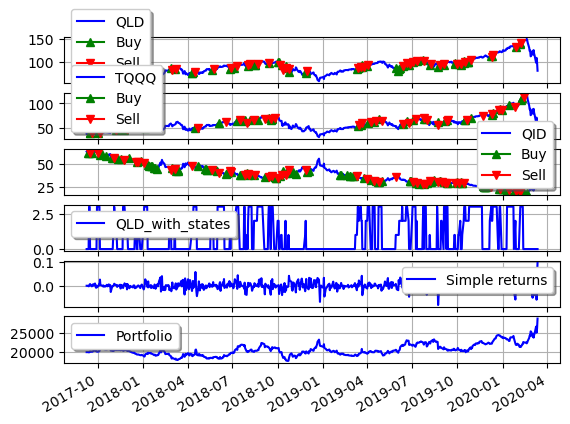 QLD
Buy
Sell
150
100
TQQQ
Buy
Sell
100
50
QID
Buy
Sell
50
25
QLD_with_states
2.5
0.0
Simple returns
0.1
0.0
Portfolio
25000
20000
2017-10 2018-01 2018-04 2018-07 2018-10 2019-01 2019-04 2019-07 2019-10 2020-01 2020-04